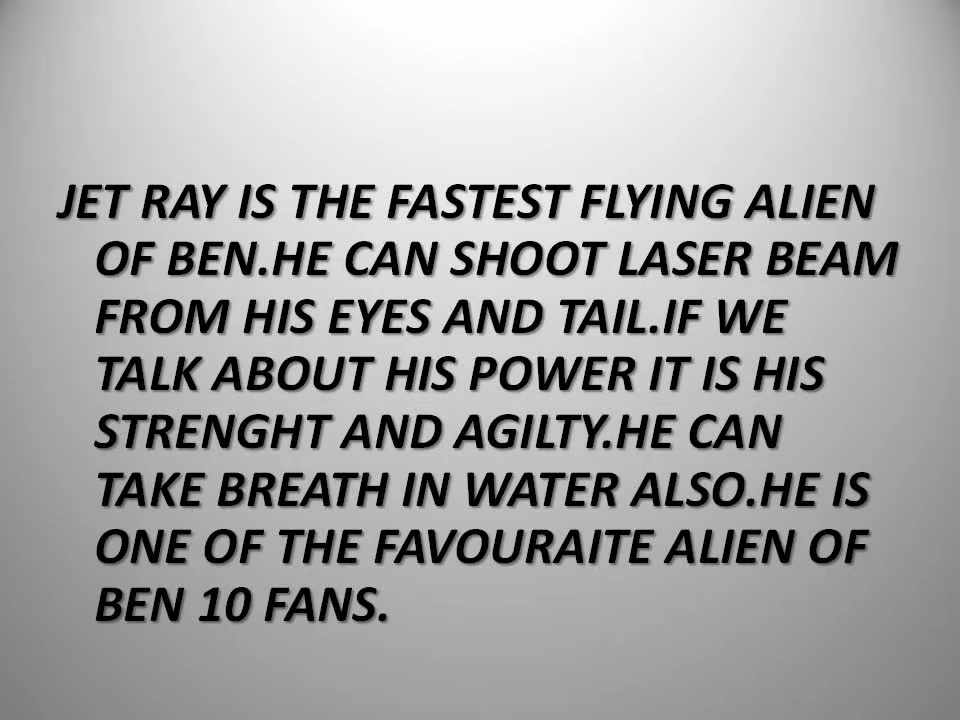 JET RAY IS THE FASTEST FLYING ALIEN
OF BEN.HE CAN SHOOT LASER BEAM
FROM HIS EYES AND TAIL.IF WE
TALK ABOUT HIS POWER IT IS HIS
STRENGHT AND AGILTY.HE CAN
TAKE BREATH IN WATER ALSO.HE IS
ONE OF THE FAVOURAITE ALIEN OF
BEN 10 FANS.